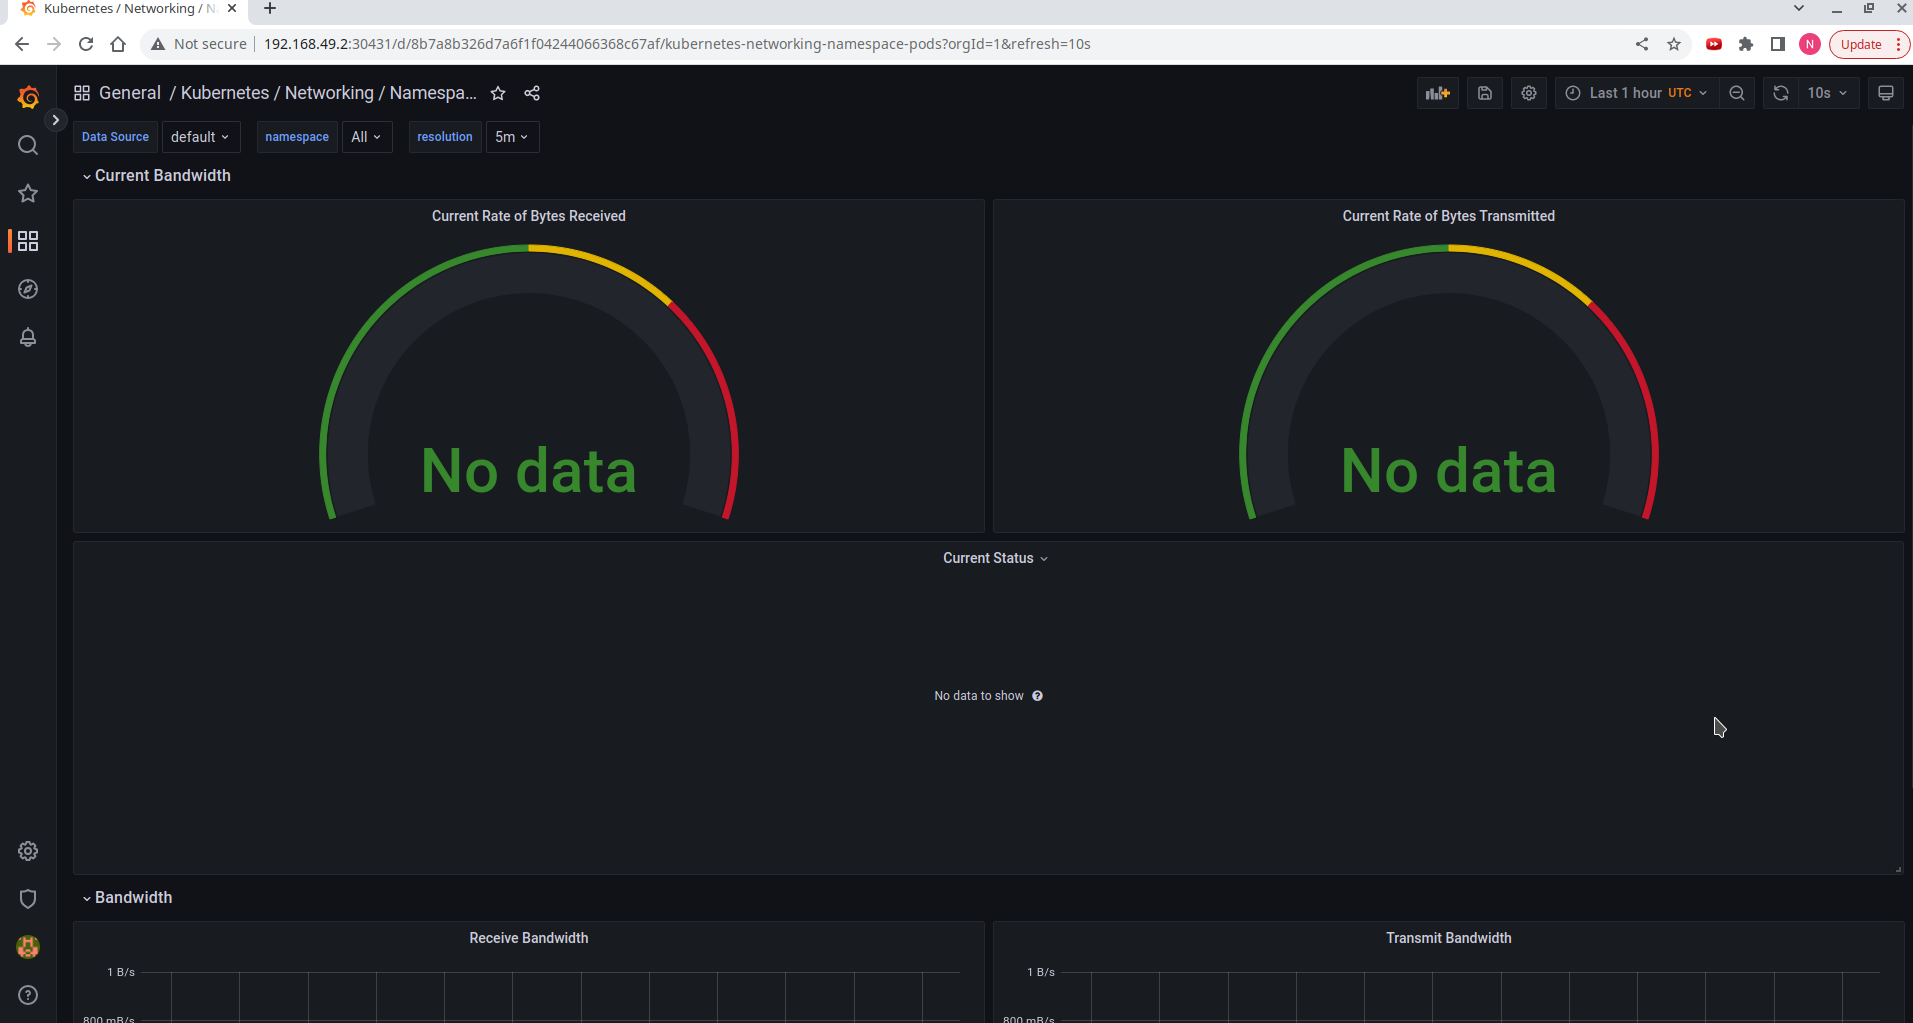 Kubernetes / Networking / N
Not secure
192.168.49.2:30431/d/8b7a8b326d7a6f1f04244066368c67af/kubernetes-networking-namespace-pods?orgId=1&refresh=10s
N
Update
General / Kubernetes / Networking / Namespa...
Last 1 hour UTC
10s
Data Source default namespace All resolution 5m
Current Bandwidth
Current Rate of Bytes Received
Current Rate of Bytes Transmitted
No data
No data
Current Status
No data to show
Bandwidth
Receive Bandwidth
Transmit Bandwidth
1 B/s
1 B/s
800 mB/s
800 mB/s